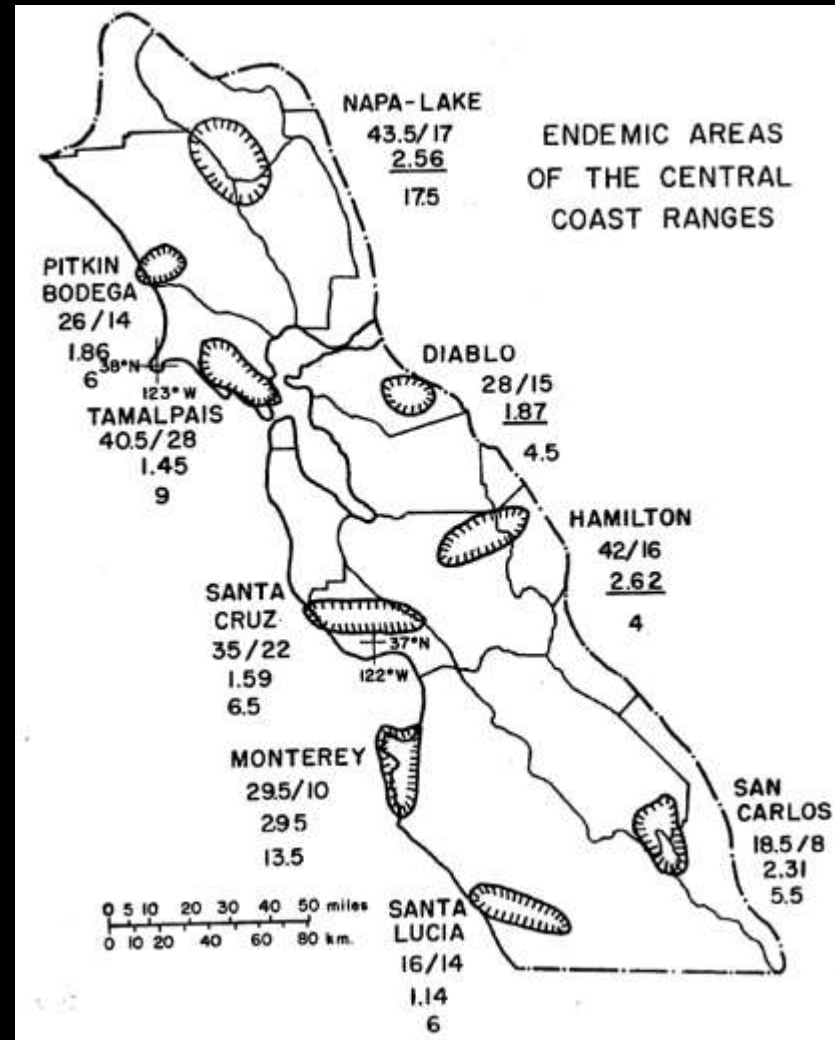 NAPA-LAKE
43.5/17
2.56
17.5
ENDEMIC AREAS
OF THE CENTRAL
COAST RANGES
PITKIN
BODEGA
26/14
1.86
6
38°N
123°W
TAMALPAIS
40.5/28
1.45
9
DIABLO
28/15
1.87
4.5
HAMILTON
42/16
2.62
4
SANTA
CRUZ
35/22
1.59
6.5
37°N
122°W
MONTEREY
29.5/10
295
13.5
SAN
CARLOS
18.5/8
2.31
5.5
SANTA
LUCIA
16/14
1.14
6
0 5 10 20 30 40 50 miles
0 10 20 40 60 80 km.